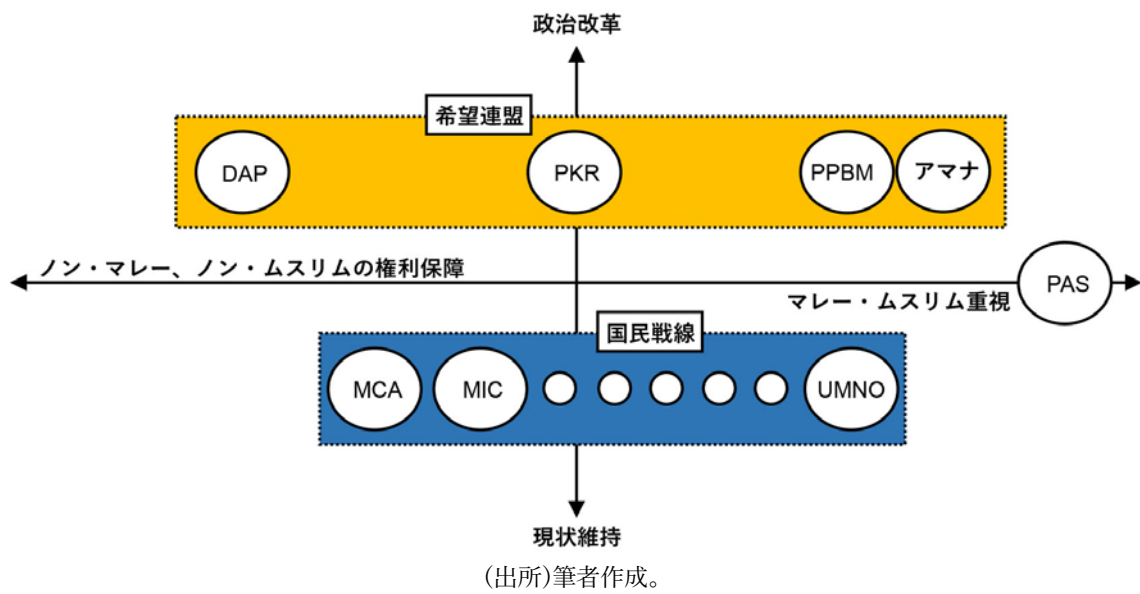 政治改革
希望連盟
DAP
PKR
PPBM
アマナ
ノン・マレー、ノン・ムスリムの権利保障
PAS
マレー・ムスリム重視
国民戦線
MCA
MIC
UMNO
現状維持
(出所)筆者作成。